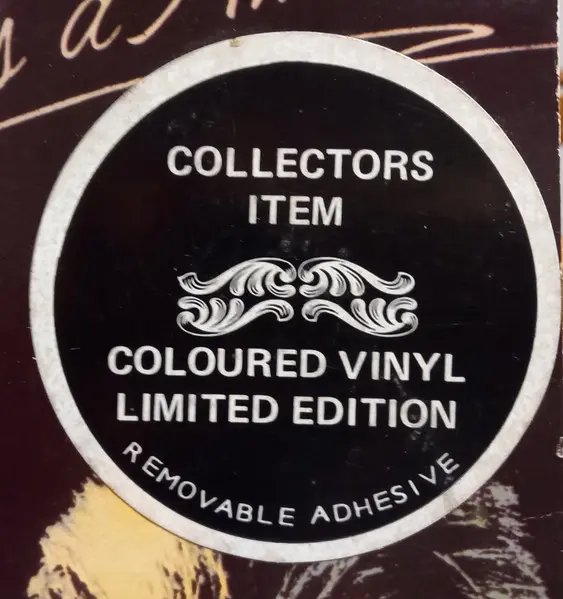 COLLECTORS
ITEM
COLOURED VINYL
LIMITED EDITION
REMOVABLE ADHESIVE